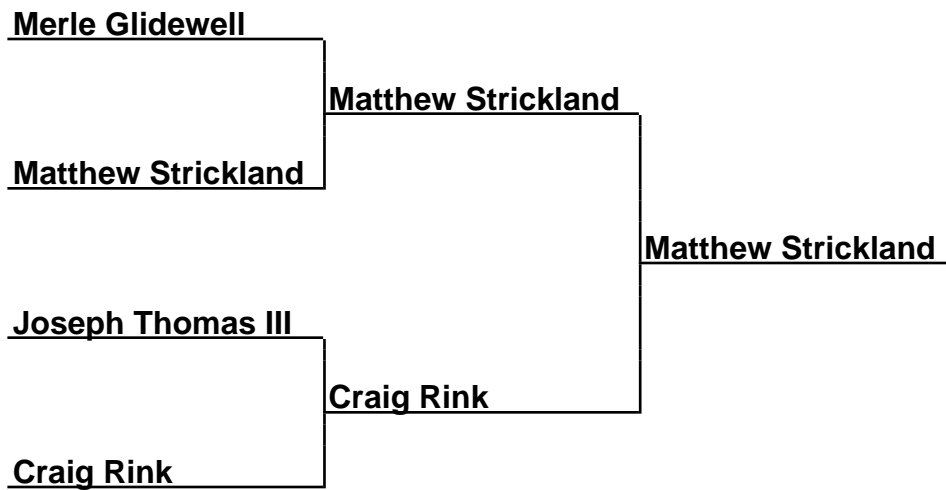 Merle Glidewell
Matthew Strickland
Matthew Strickland
Matthew Strickland
Joseph Thomas III
Craig Rink
Craig Rink